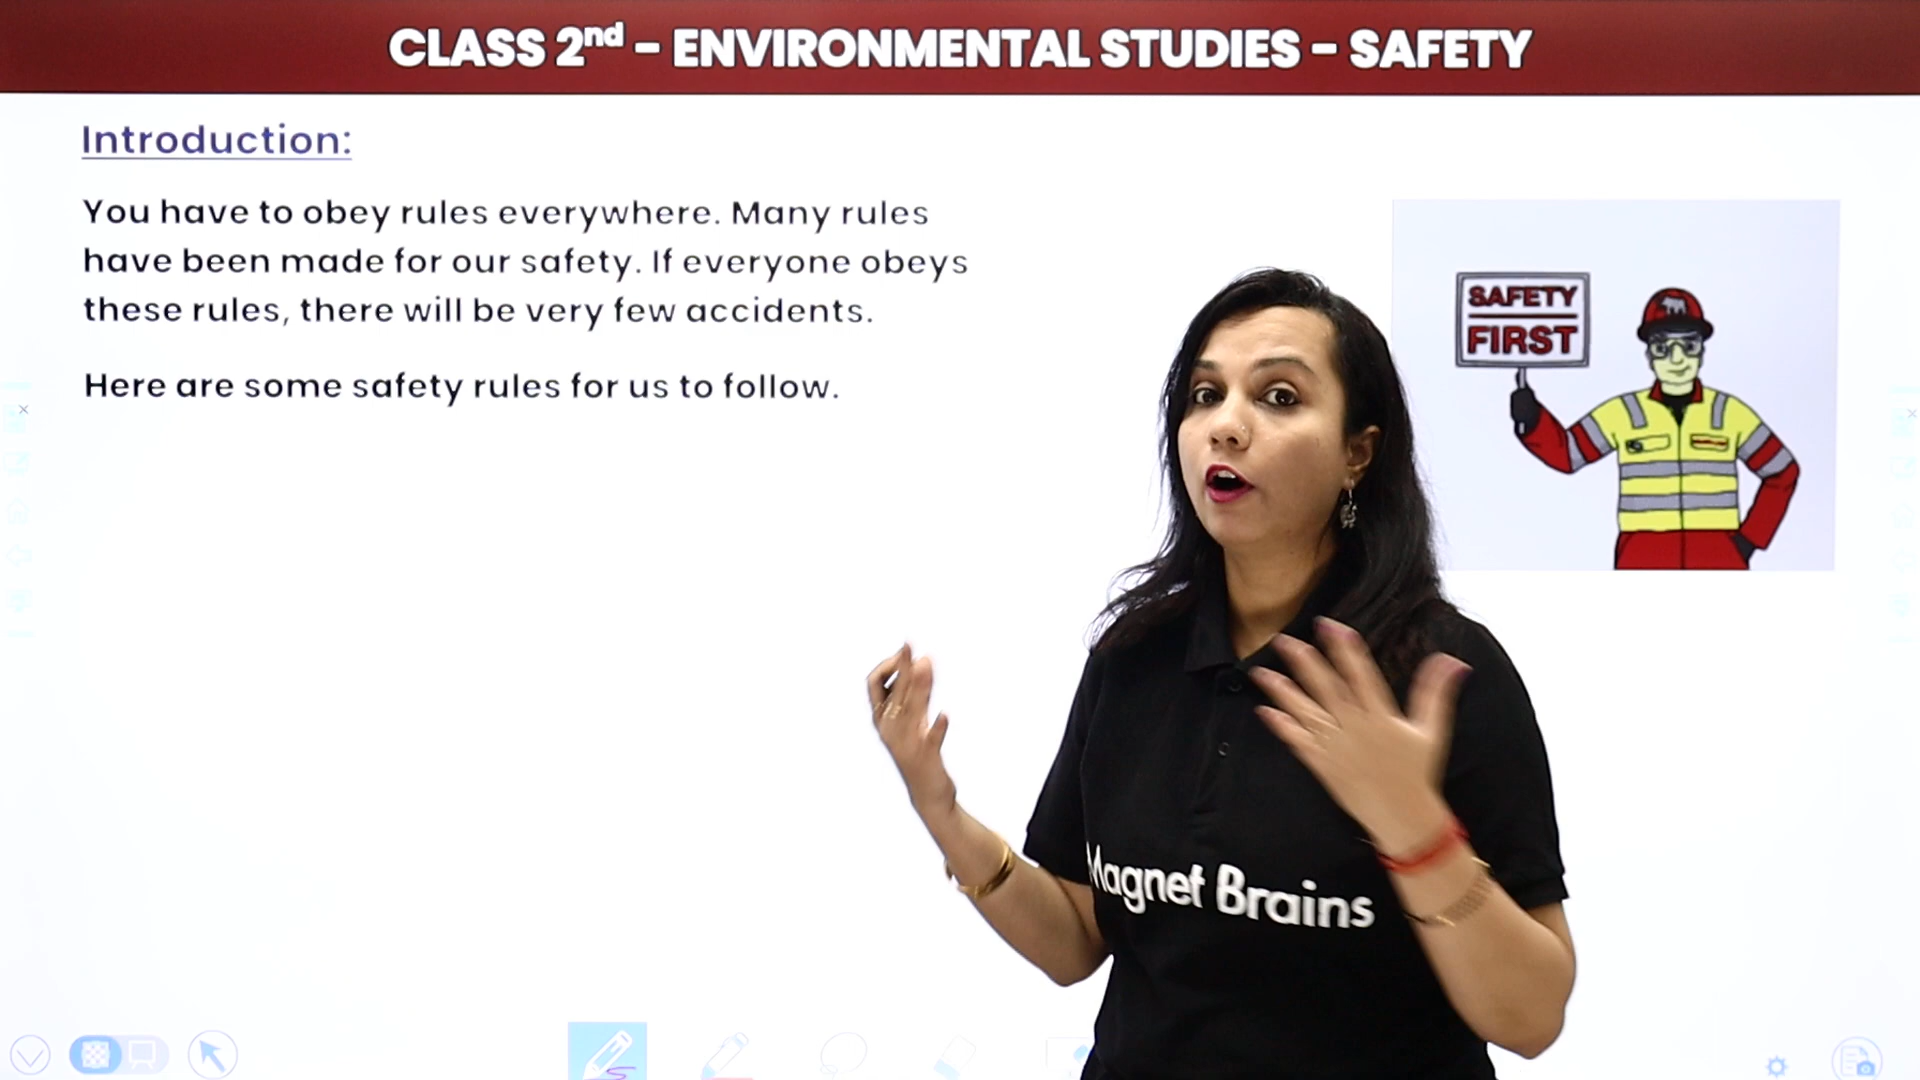 CLASS 2nd - ENVIRONMENTAL STUDIES - SAFETY
Introduction:
You have to obey rules everywhere. Many rules
have been made for our safety. If everyone obeys
these rules, there will be very few accidents.
Here are some safety rules for us to follow.
SAFETY
FIRST
Magnet Brains